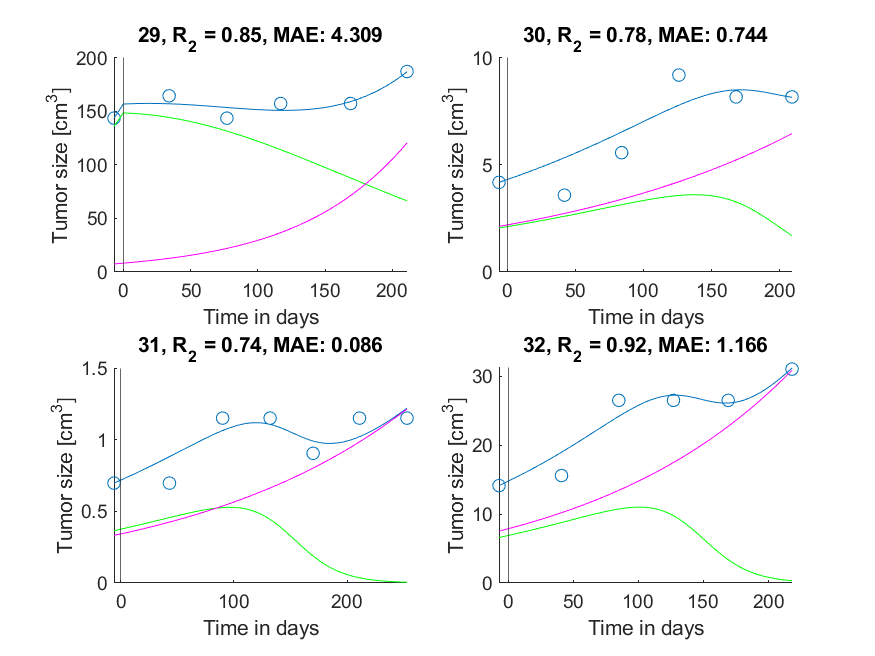 29, R2 = 0.85, MAE: 4.309
Tumor size [cm3]
200
150
100
50
0
0
50
100
150
200
Time in days
30, R2 = 0.78, MAE: 0.744
Tumor size [cm3]
10
5
0
0
50
100
150
200
Time in days
31, R2 = 0.74, MAE: 0.086
Tumor size [cm3]
1.5
1
0.5
0
0
100
200
Time in days
32, R2 = 0.92, MAE: 1.166
Tumor size [cm3]
30
20
10
0
0
50
100
150
200
Time in days